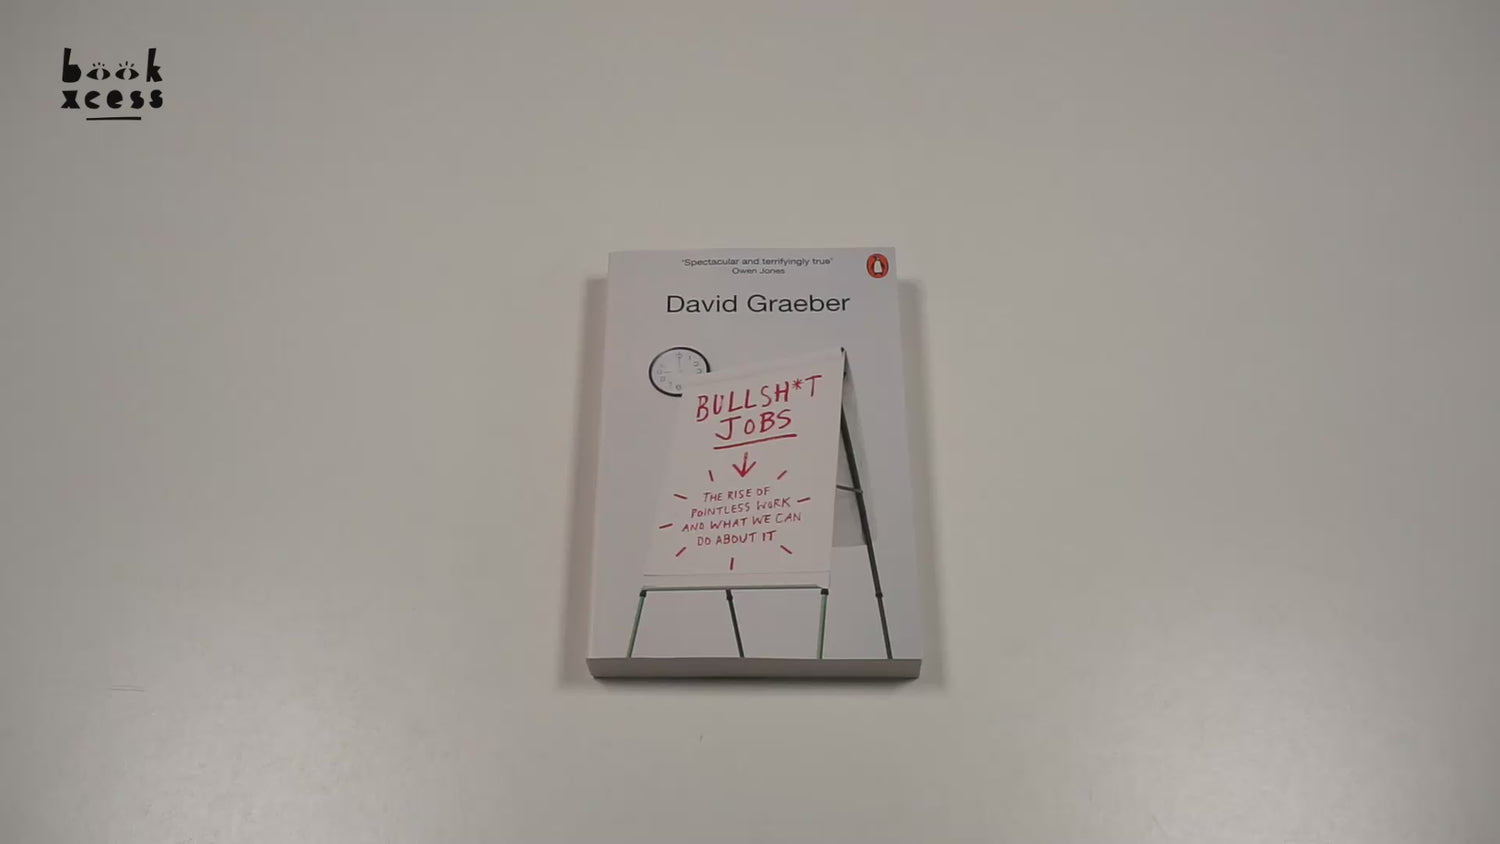 book
xcess
'Spectacular and terrifyingly true'
Owen Jones
David Graeber
BULLSH*T
JOBS
THE RISE OF
POINTLESS WORK
AND WHAT WE CAN
DO ABOUT IT